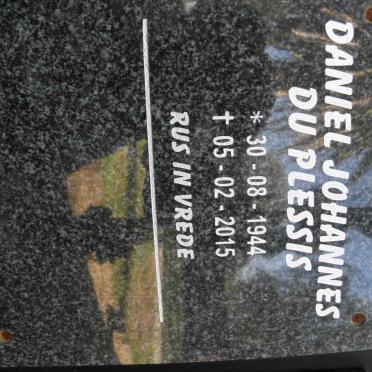 DANIEL JOHANNES
DU PLESSIS
* 30 - 08 - 1944
† 05 - 02 - 2015
RUS IN VREDE